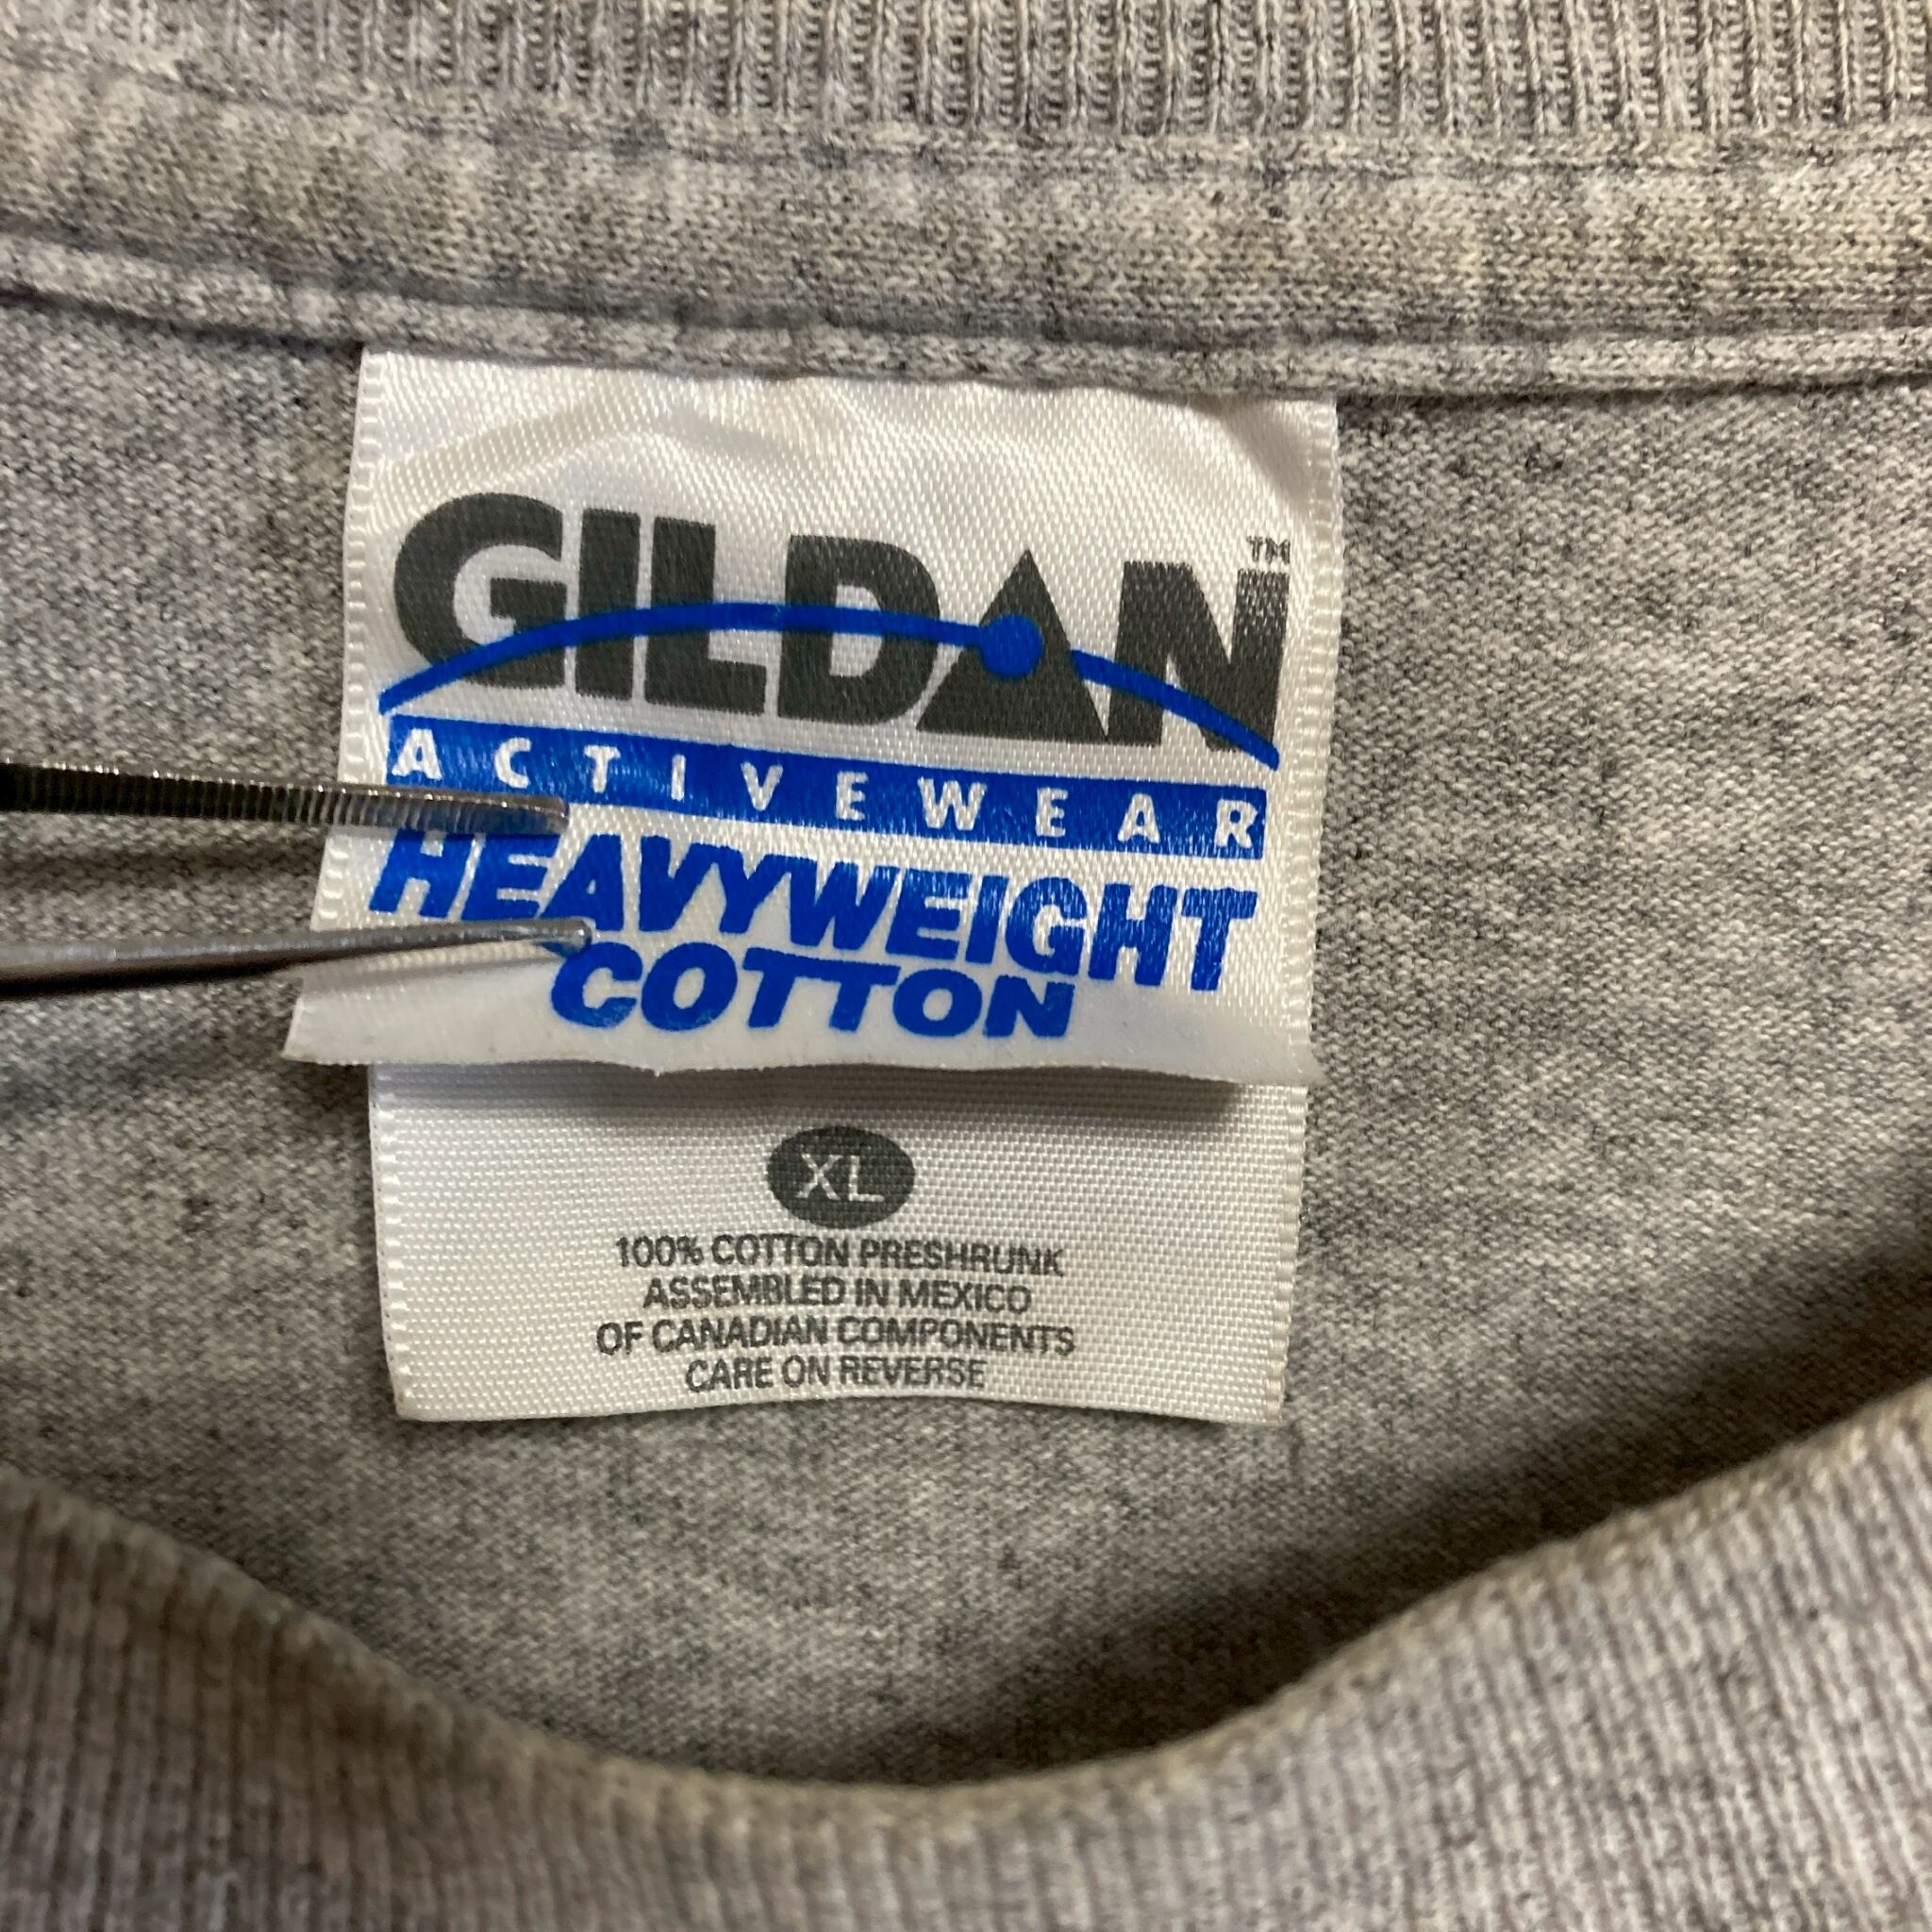 GILDAN™
ACTIVEWEAR
HEAVYWEIGHT
COTTON
XL
100% COTTON PRESHRUNK
ASSEMBLED IN MEXICO
OF CANADIAN COMPONENTS
CARE ON REVERSE